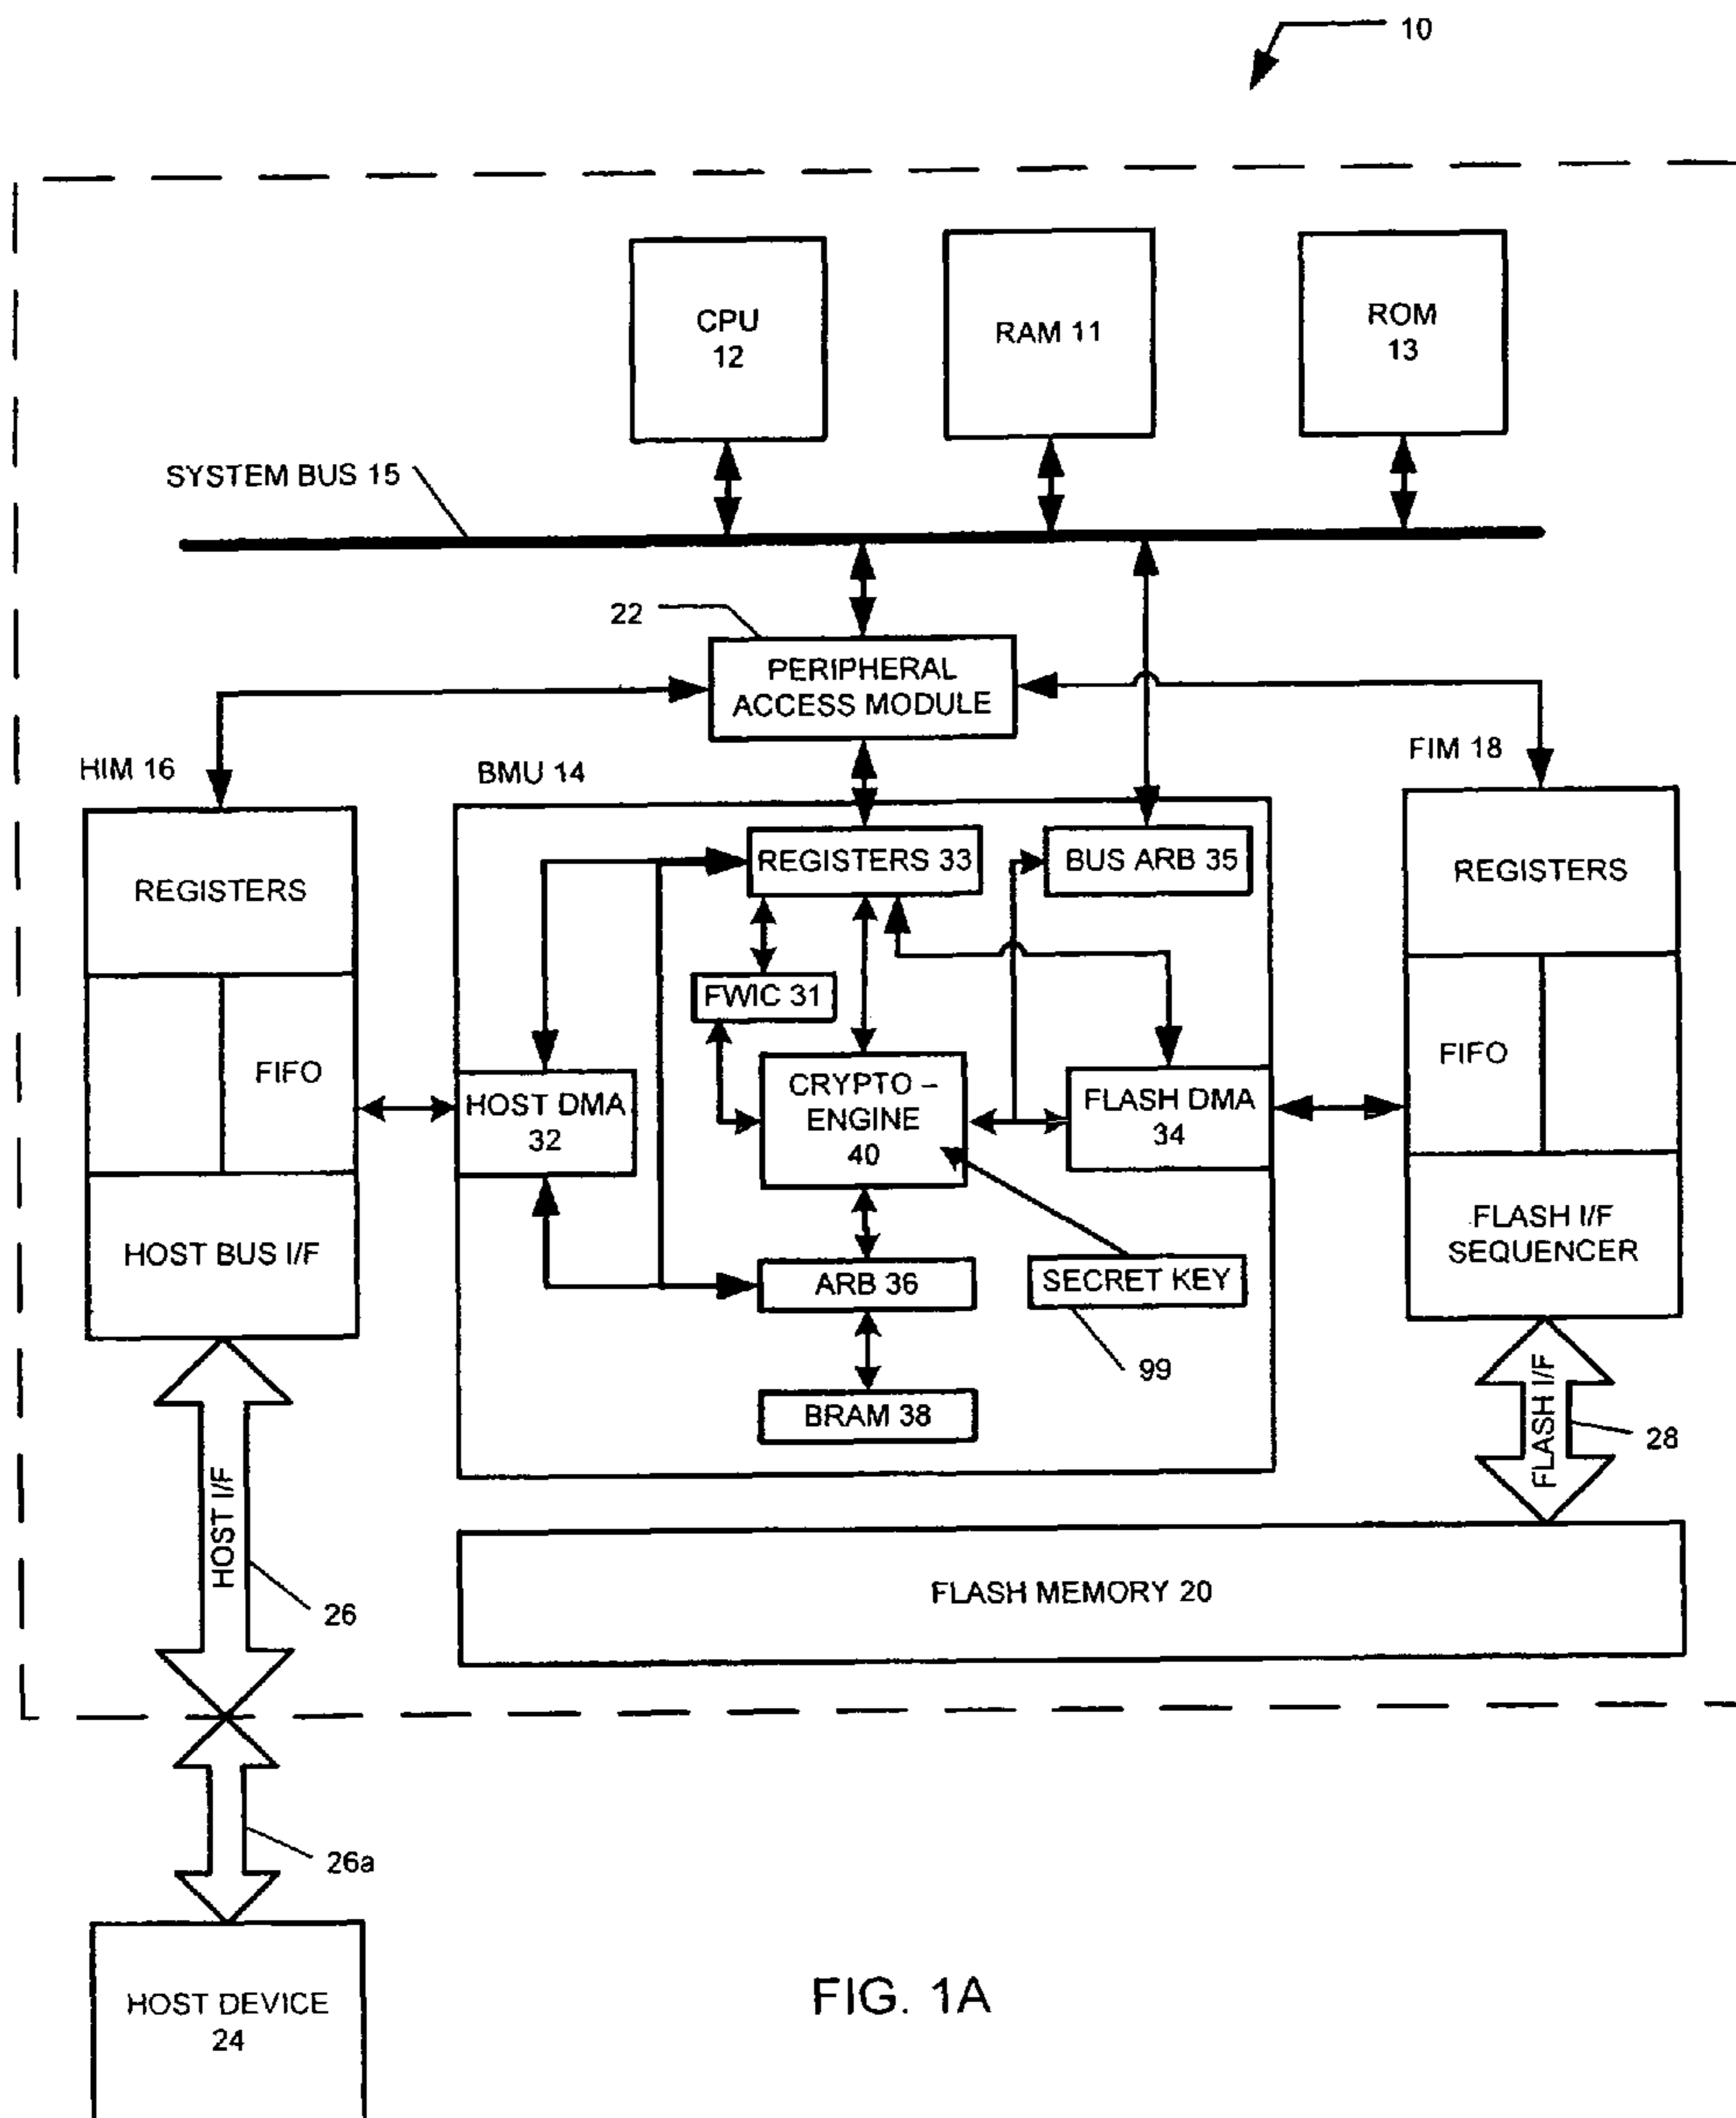 10
CPU
12
RAM 11
ROM
13
SYSTEM BUS 15
22
PERIPHERAL
ACCESS MODULE
HIM 16
BMU 14
FIM 18
REGISTERS
REGISTERS 33
BUS ARB 35
REGISTERS
FWIC 31
FIFO
CRYPTO –
ENGINE
40
HOST DMA
32
FLASH DMA
34
FIFO
HOST BUS I/F
ARB 36
SECRET KEY
FLASH I/F
SEQUENCER
99
BRAM 38
HOST I/F
26
FLASH I/F
28
FLASH MEMORY 20
26a
HOST DEVICE
24
FIG. 1A